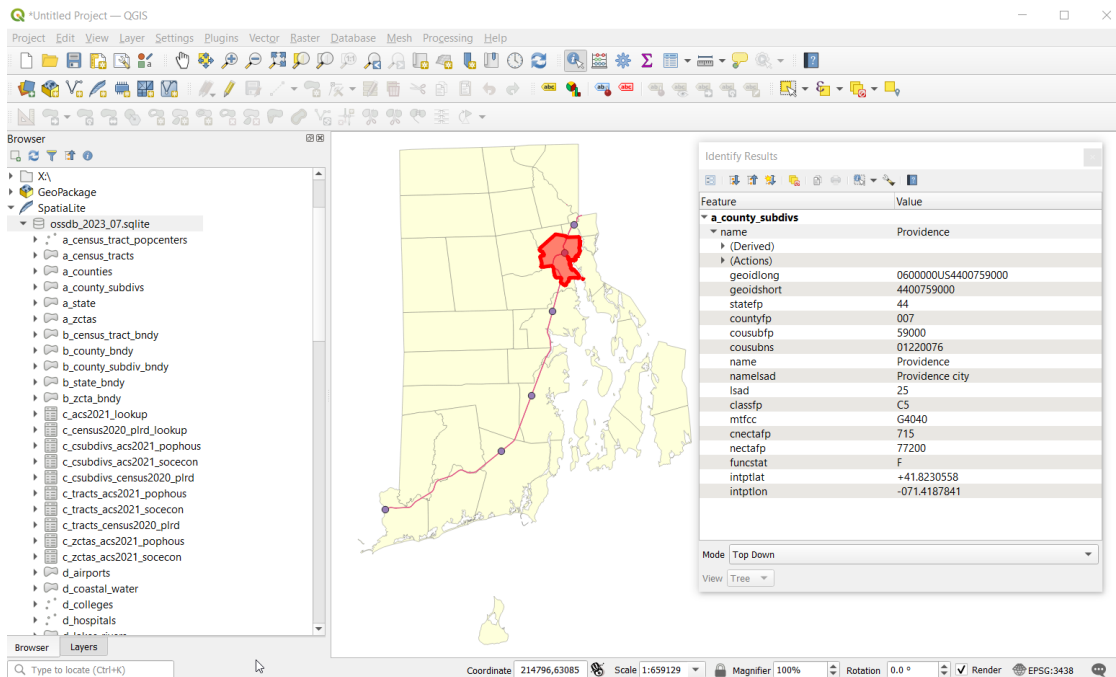 *Untitled Project — QGIS
Project Edit View Layer Settings Plugins Vector Raster Database Mesh Processing Help
abc abc ab abc
Browser
X:\
GeoPackage
SpatiaLite
ossdb_2023_07.sqlite
a_census_tract_popcenters
a_census_tracts
a_counties
a_county_subdivs
a_state
a_zctas
b_census_tract_bndy
b_county_bndy
b_county_subdiv_bndy
b_state_bndy
b_zcta_bndy
c_acs2021_lookup
c_census2020_plrd_lookup
c_csubdivs_acs2021_pophous
c_csubdivs_acs2021_socecon
c_csubdivs_census2020_plrd
c_tracts_acs2021_pophous
c_tracts_acs2021_socecon
c_tracts_census2020_plrd
c_zctas_acs2021_pophous
c_zctas_acs2021_socecon
d_airports
d_coastal_water
d_colleges
d_hospitals
Browser Layers
Identify Results
Feature Value
a_county_subdivs
name Providence
(Derived)
(Actions)
geoidlong 0600000US4400759000
geoidshort 4400759000
statefp 44
countyfp 007
cousubfp 59000
cousubns 01220076
name Providence
namelsad Providence city
lsad 25
classfp C5
mtfcc G4040
cnectafp 715
nectafp 77200
funcstat F
intptlat +41.8230558
intptlon -071.4187841
Mode Top Down
View Tree
Type to locate (Ctrl+K) Coordinate 214796,63085 Scale 1:659129 Magnifier 100% Rotation 0.0 ° Render EPSG:3438